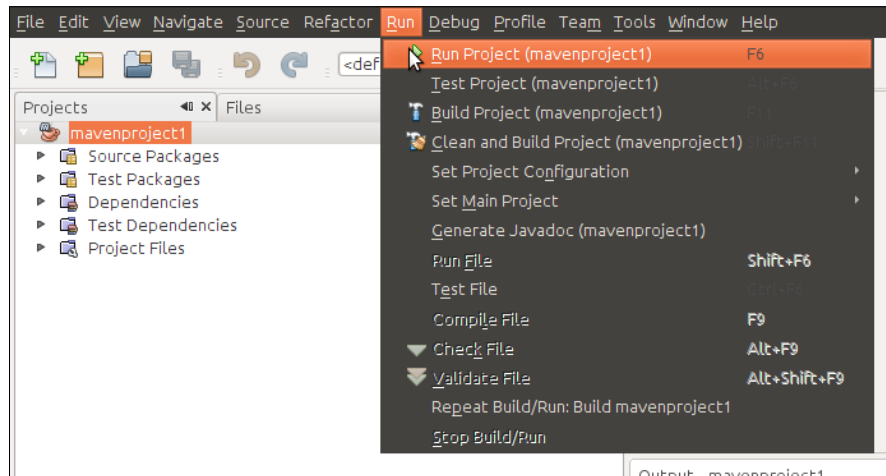 File Edit View Navigate Source Refactor Run Debug Profile Team Tools Window Help
<def
Projects
Files
mavenproject1
Source Packages
Test Packages
Dependencies
Test Dependencies
Project Files
Run Project (mavenproject1) F6
Test Project (mavenproject1) Alt+F6
Build Project (mavenproject1) F11
Clean and Build Project (mavenproject1) Shift+F11
Set Project Configuration
Set Main Project
Generate Javadoc (mavenproject1)
Run File Shift+F6
Test File Ctrl+F6
Compile File F9
Check File Alt+F9
Validate File Alt+Shift+F9
Repeat Build/Run: Build mavenproject1
Stop Build/Run
Output mavenproject1